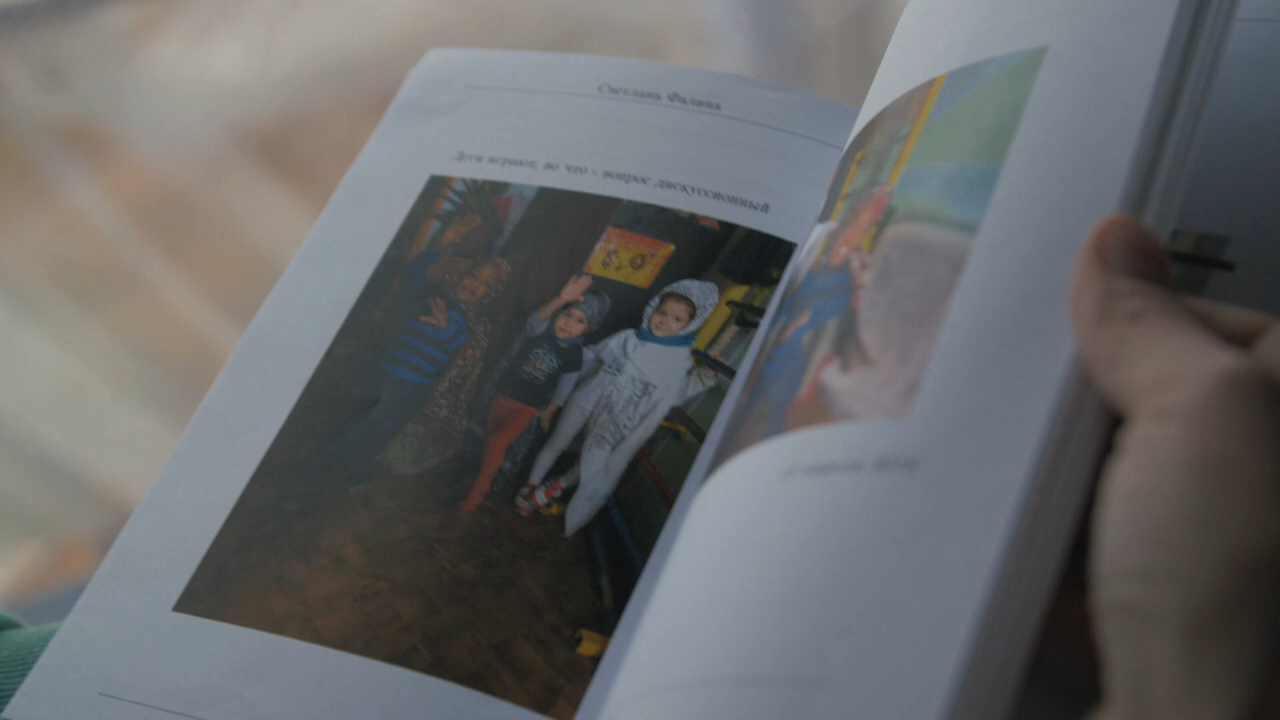 Светлана Фалина
Дети играют, во что - вопрос дискуссионный